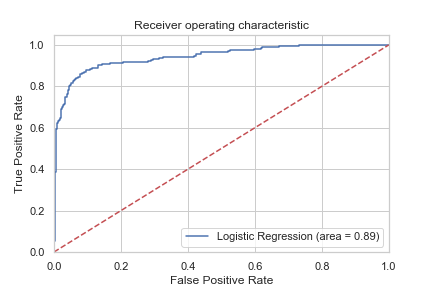 Receiver operating characteristic
1.0
0.8
0.6
0.4
0.2
0.0
True Positive Rate
Logistic Regression (area = 0.89)
0.0 0.2 0.4 0.6 0.8 1.0
False Positive Rate